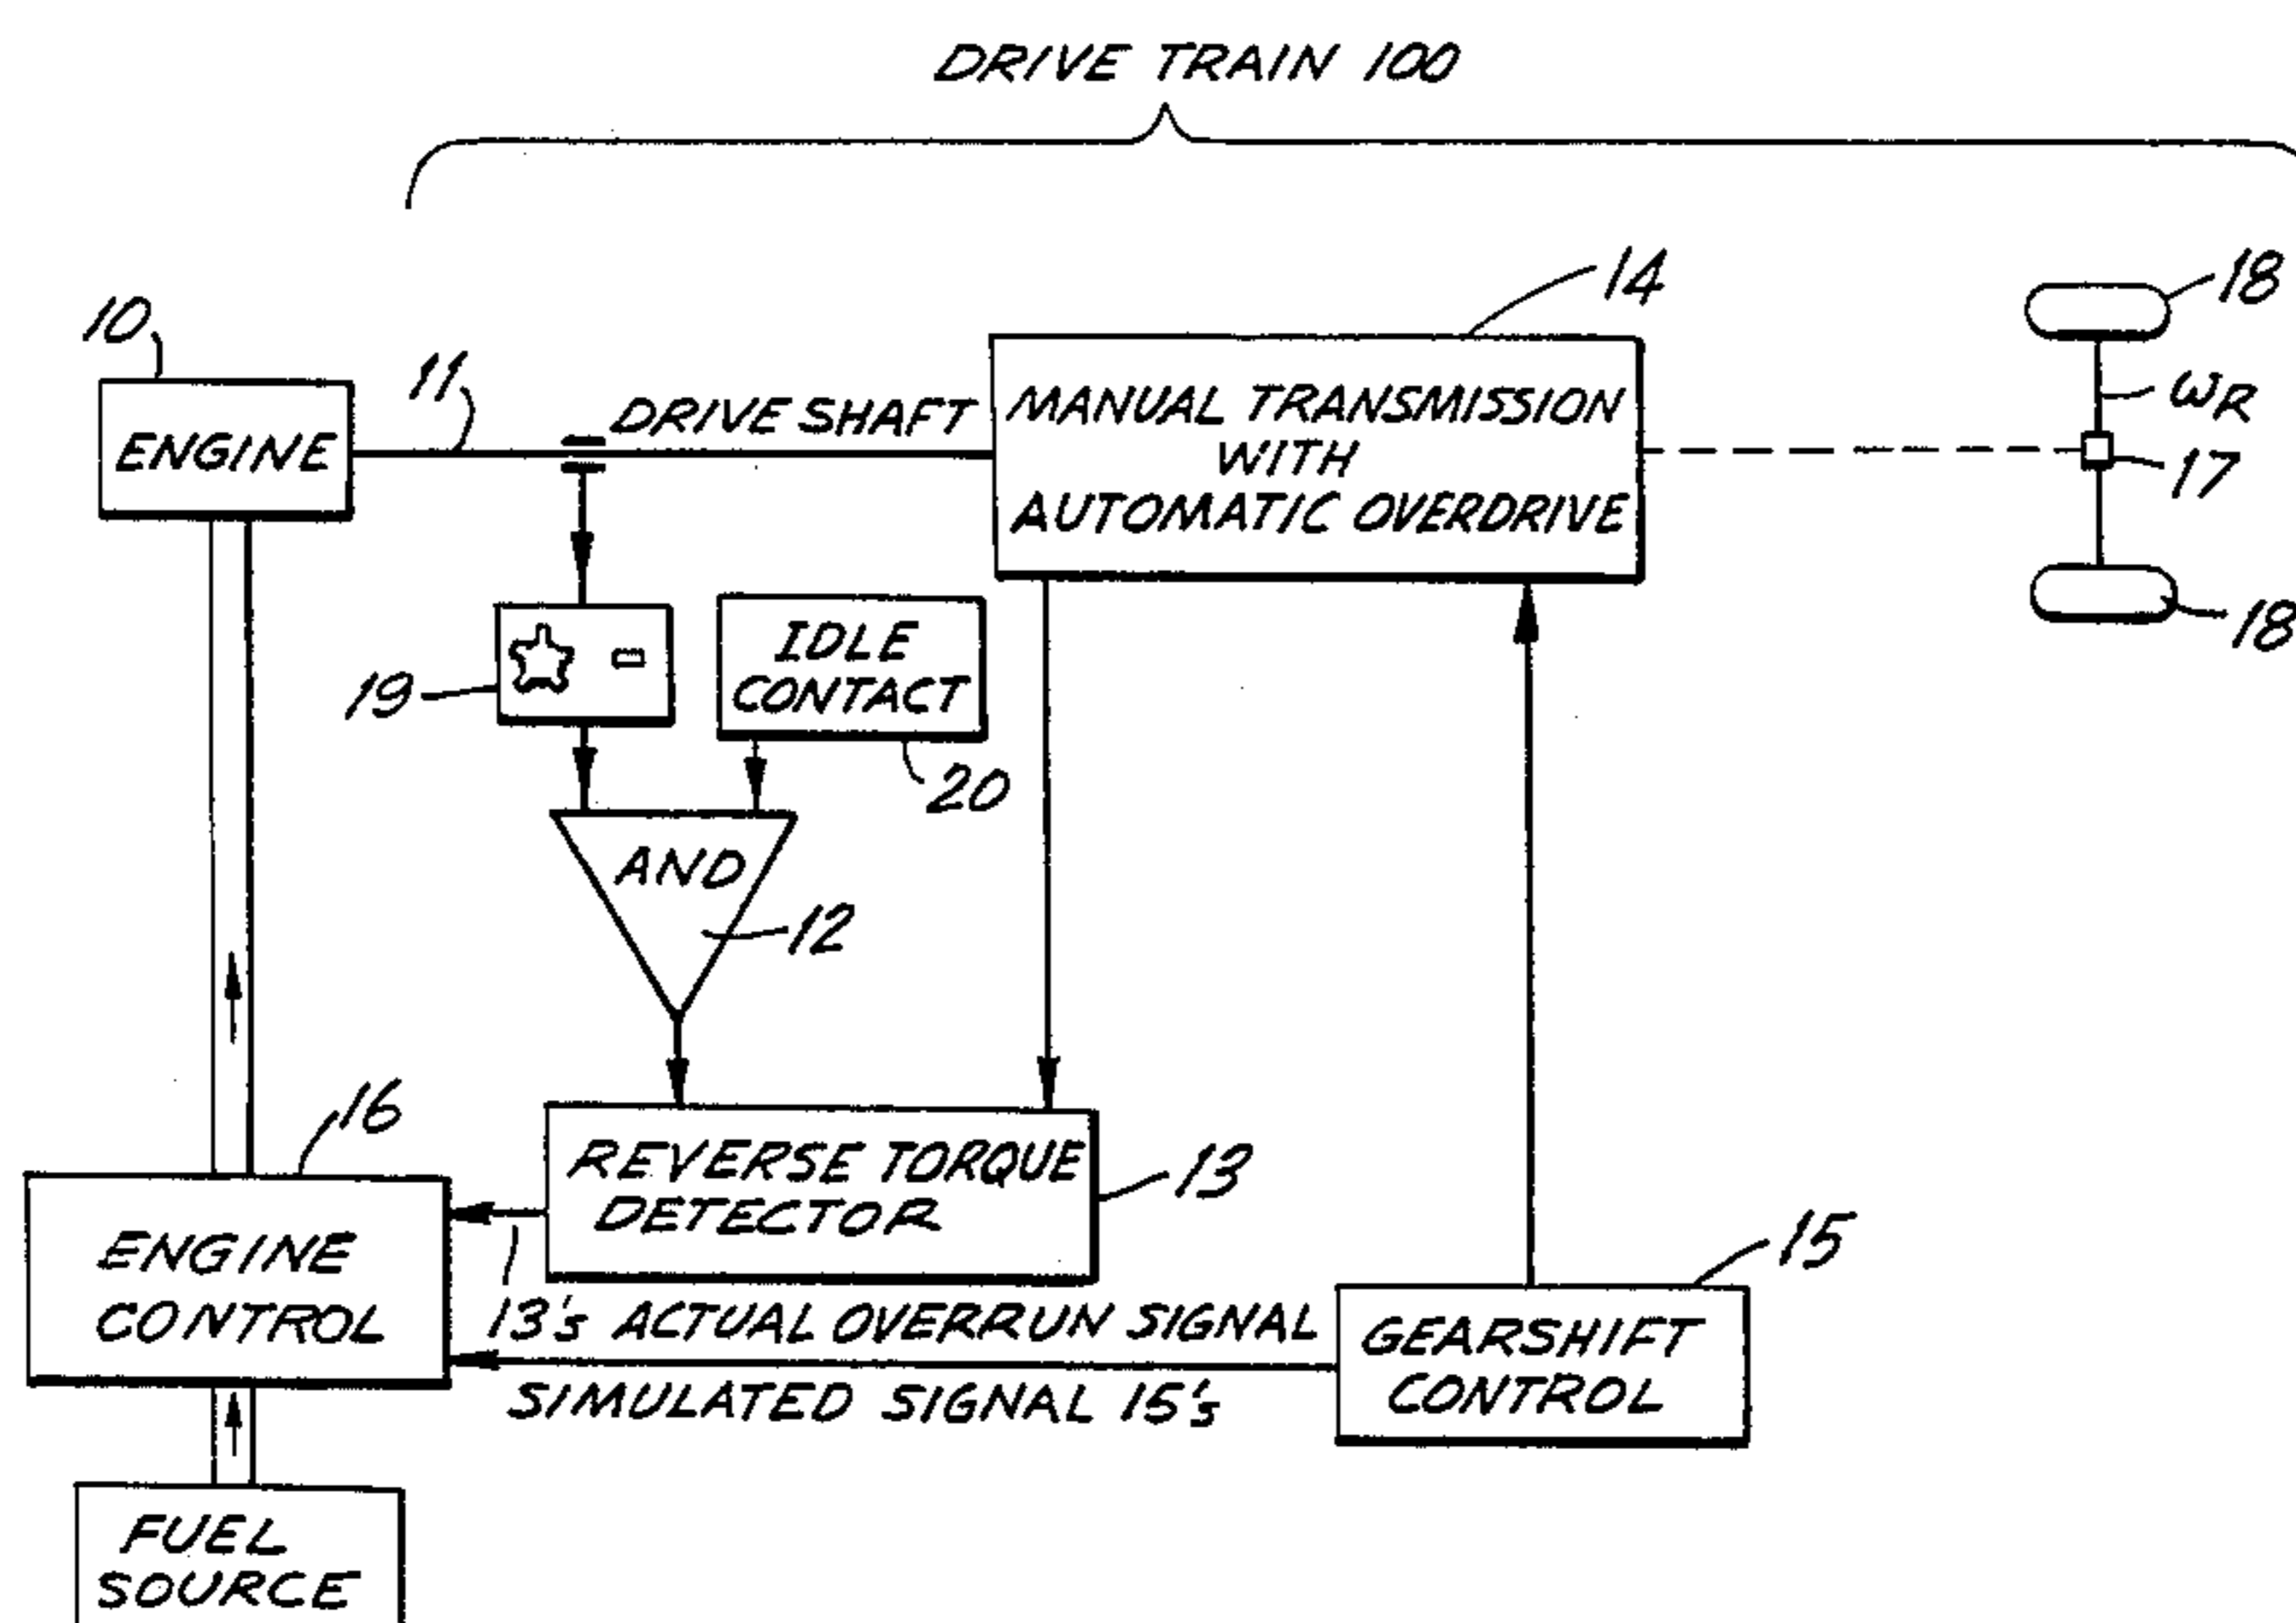 DRIVE TRAIN 100
10
11
14
18
ENGINE
DRIVE SHAFT
MANUAL TRANSMISSION
WITH
AUTOMATIC OVERDRIVE
ωR
17
18
19
IDLE
CONTACT
20
AND
12
16
REVERSE TORQUE
DETECTOR
13
ENGINE
CONTROL
13's ACTUAL OVERRUN SIGNAL
15
GEARSHIFT
CONTROL
SIMULATED SIGNAL 15's
FUEL
SOURCE